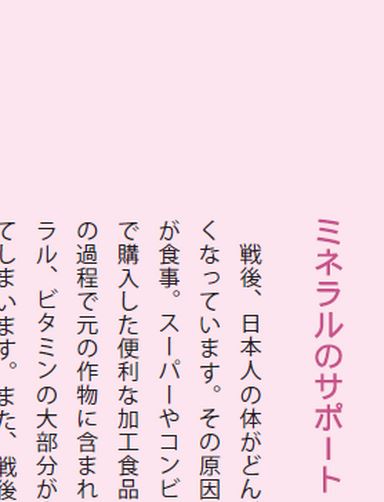 ミネラルのサポート
戦後、日本人の体がどん
くなっています。その原因
が食事。スーパーやコンビ
で購入した便利な加工食品
の過程で元の作物に含まれ
ラル、ビタミンの大部分が
てしまいます。また、戦後